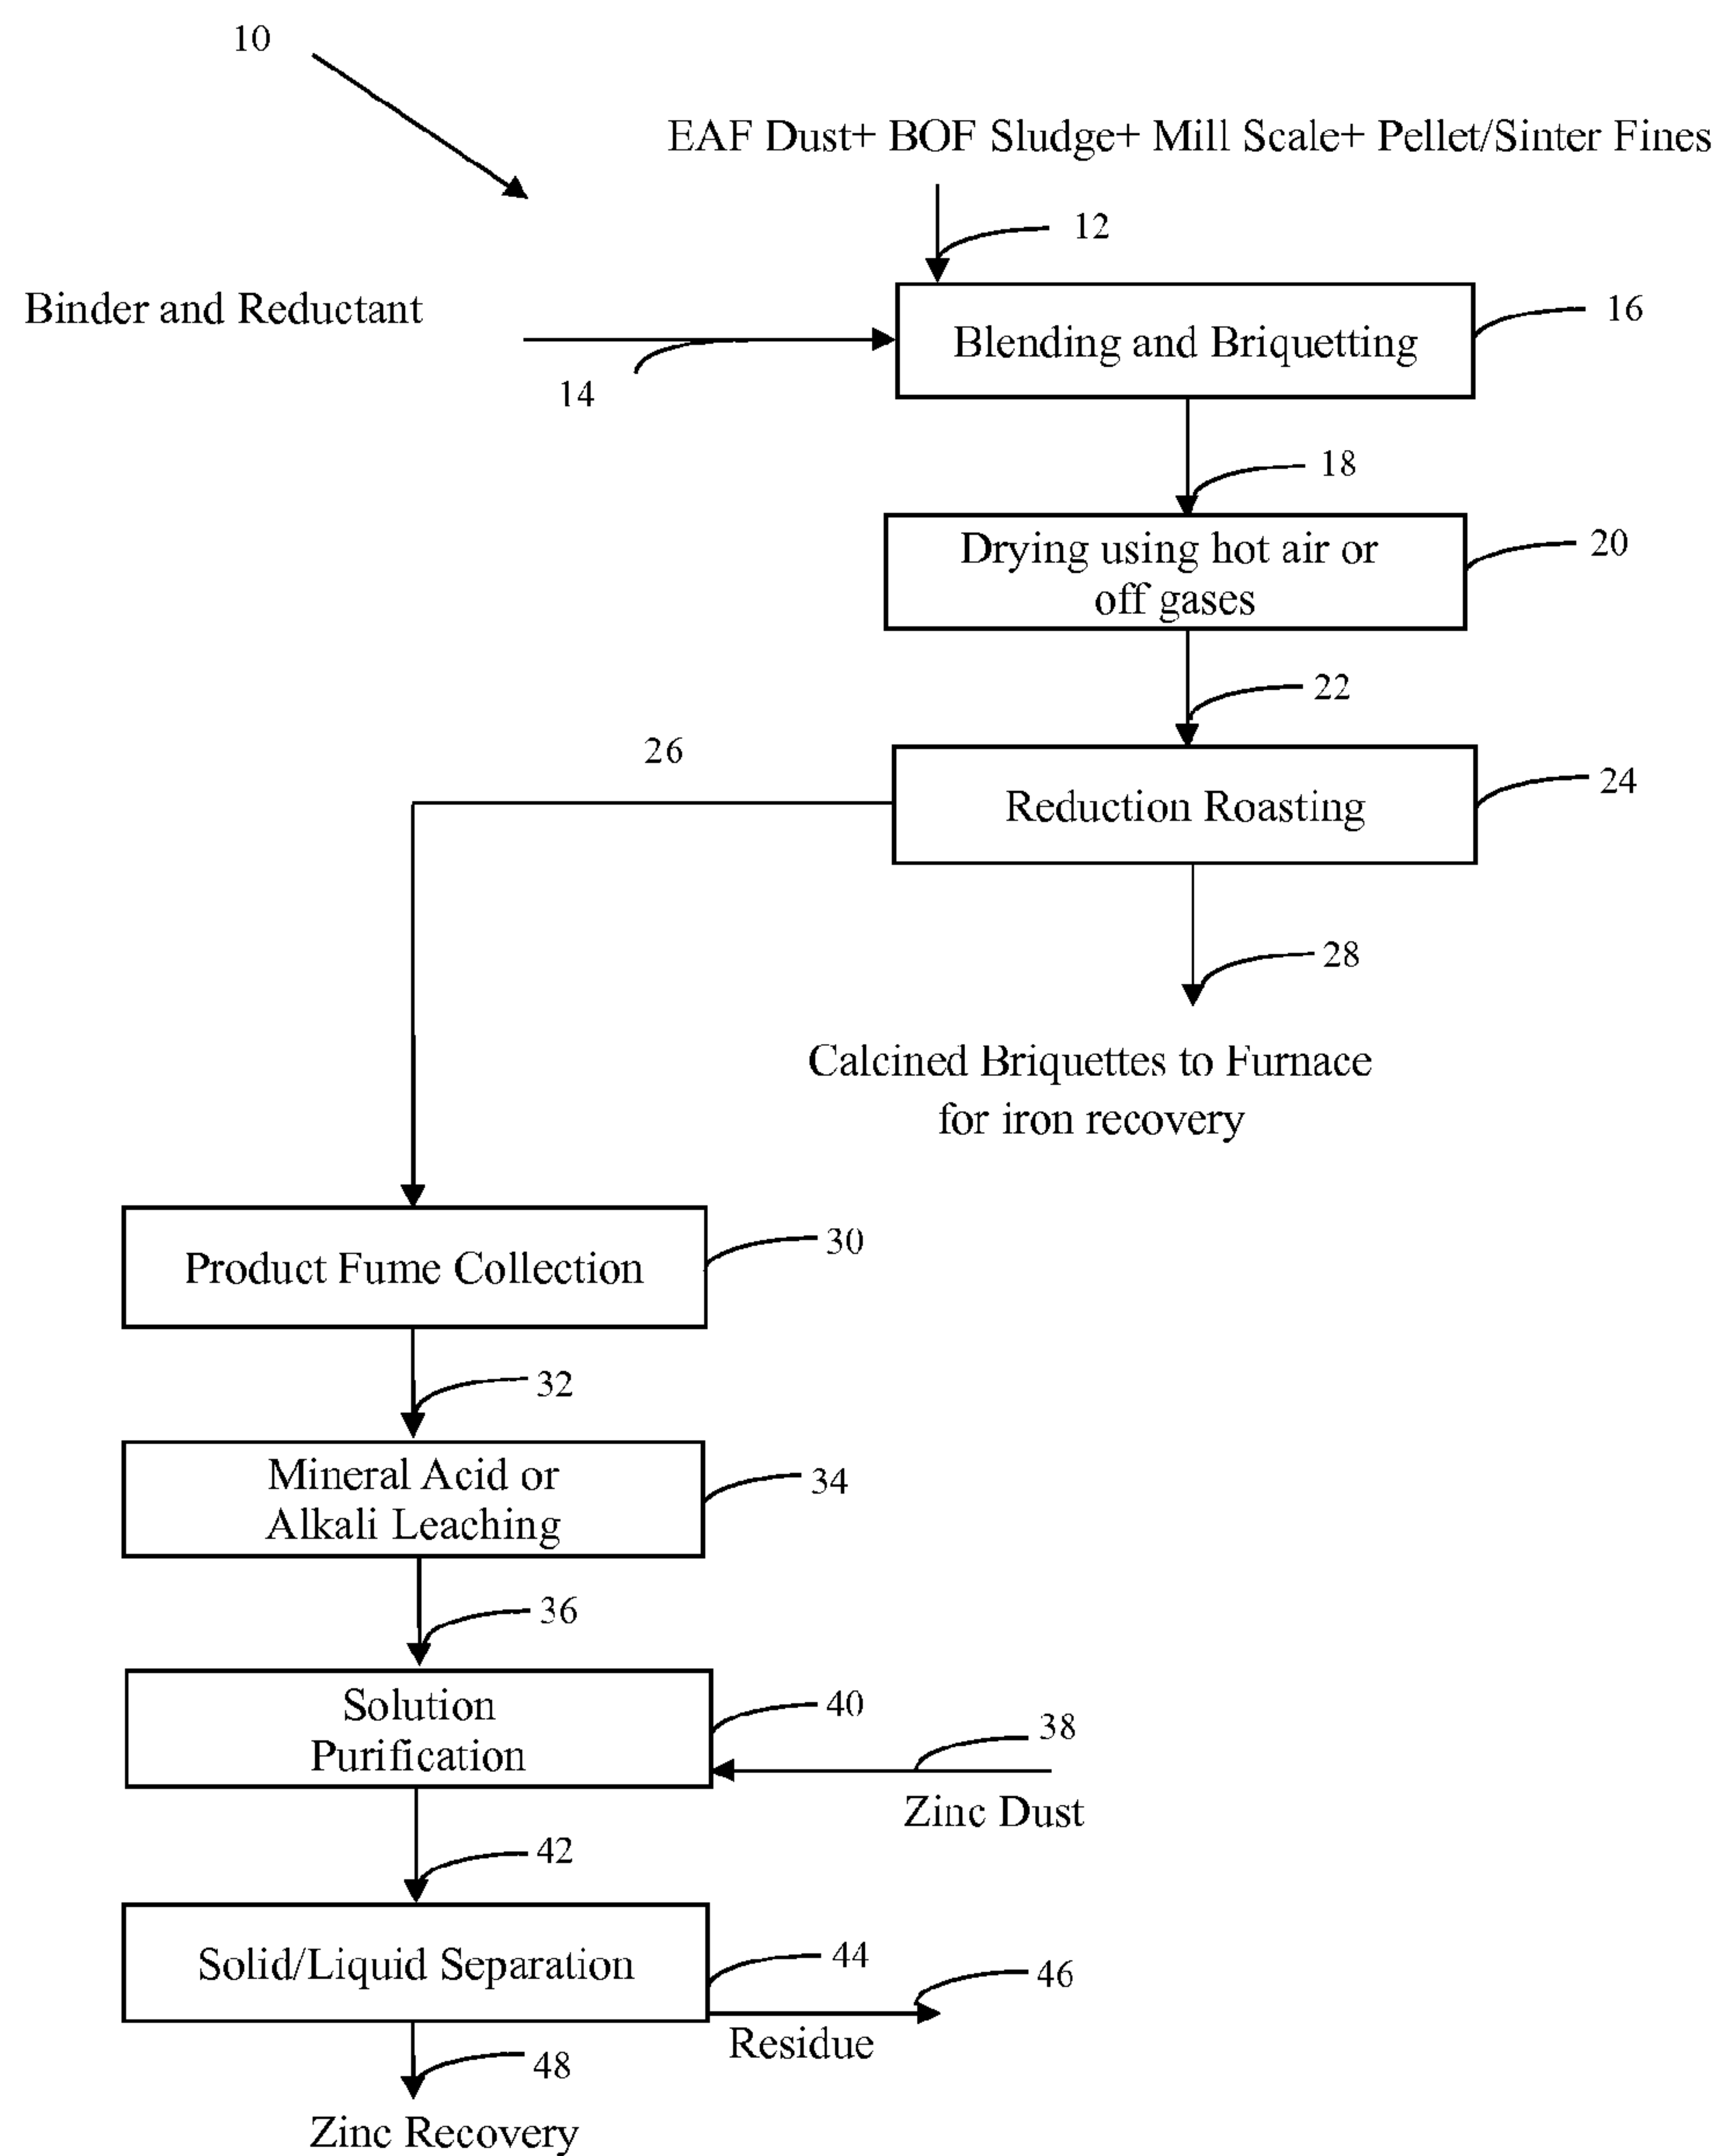 10
EAF Dust+ BOF Sludge+ Mill Scale+ Pellet/Sinter Fines
12
Binder and Reductant
14
Blending and Briquetting
16
18
Drying using hot air or
off gases
20
22
26
Reduction Roasting
24
28
Calcined Briquettes to Furnace
for iron recovery
Product Fume Collection
30
32
Mineral Acid or
Alkali Leaching
34
36
Solution
Purification
40
38
Zinc Dust
42
Solid/Liquid Separation
44
46
Residue
48
Zinc Recovery